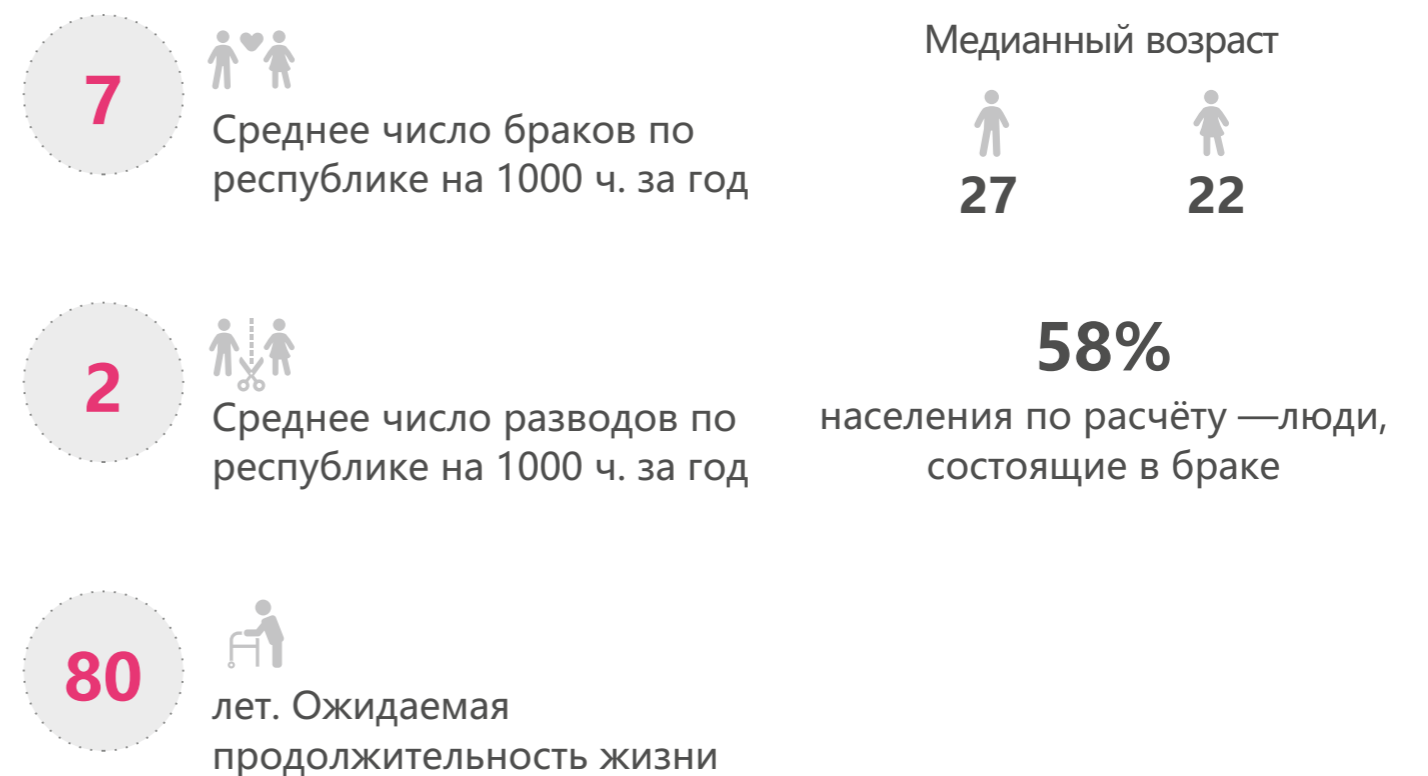 7
Среднее число браков по
республике на 1000 ч. за год
Медианный возраст
27 22
2
Среднее число разводов по
республике на 1000 ч. за год
58%
населения по расчёту —люди,
состоящие в браке
80
лет. Ожидаемая
продолжительность жизни